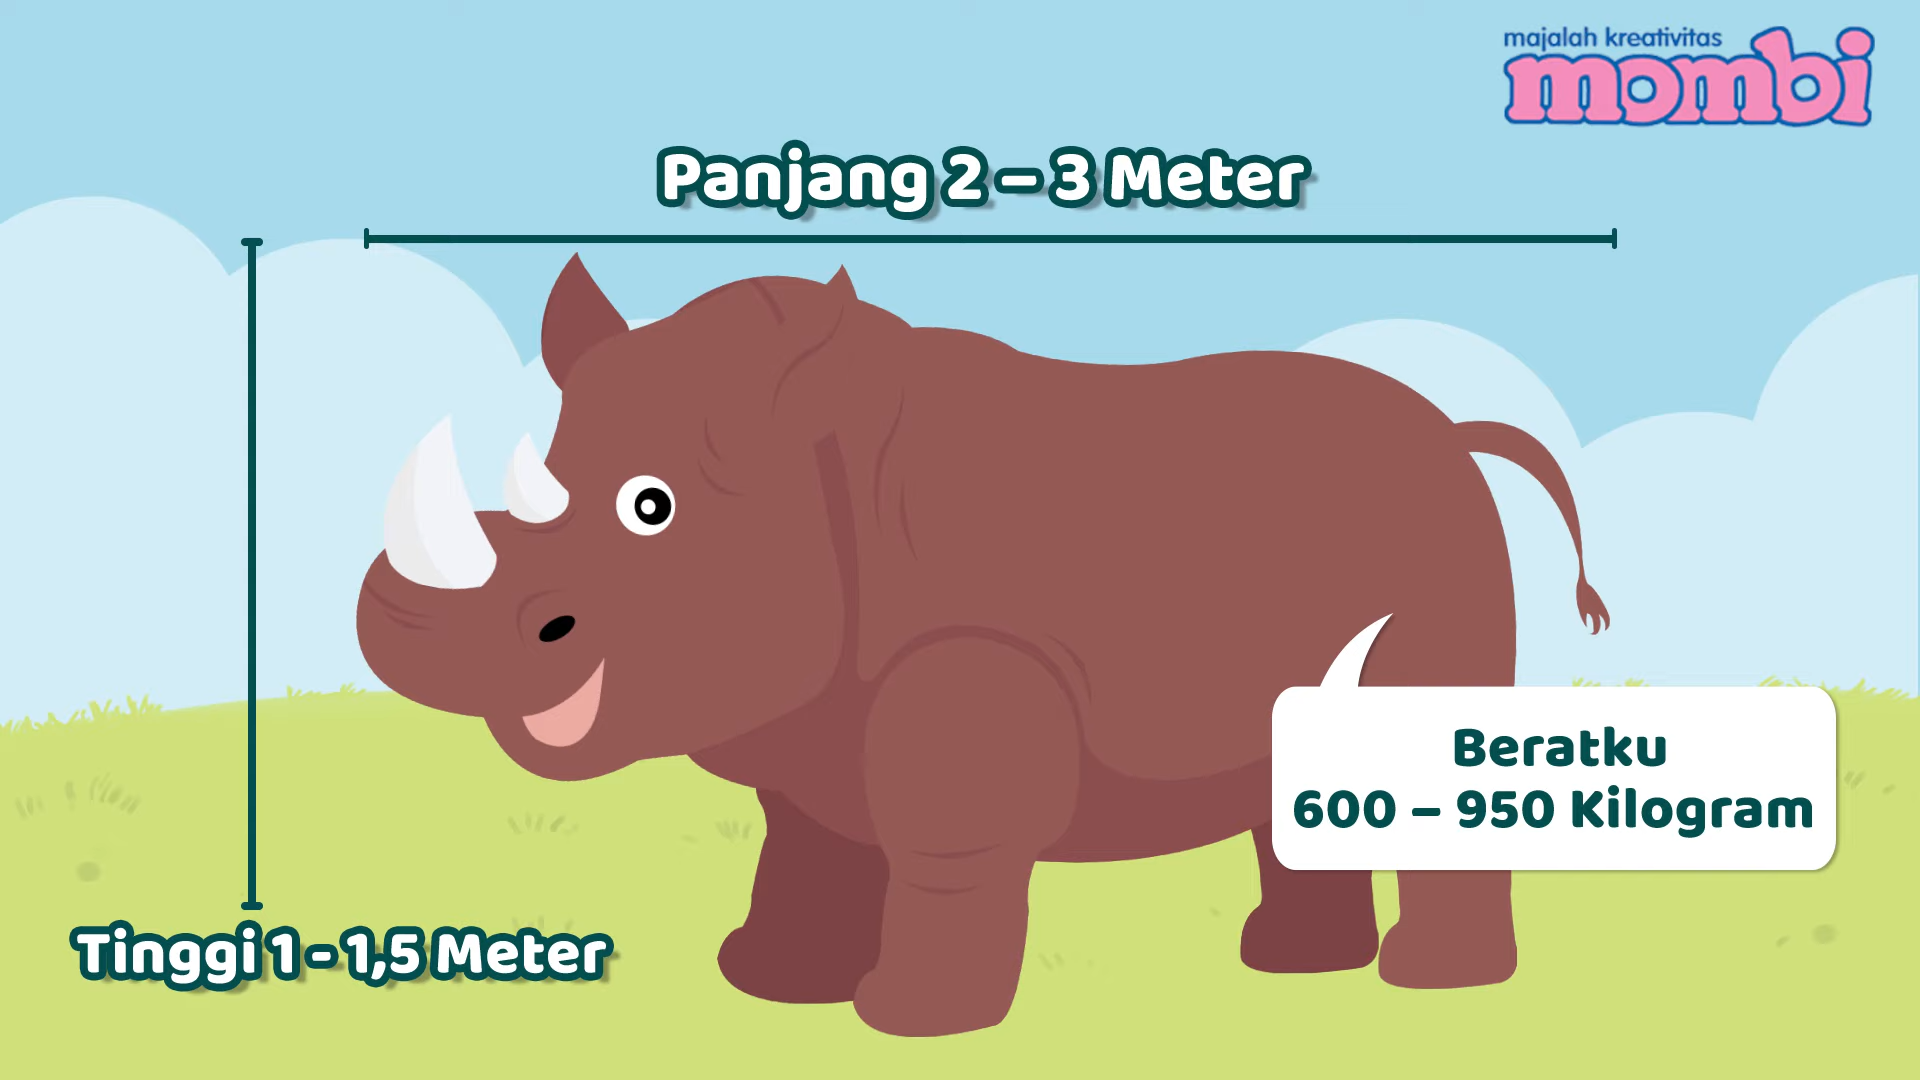 majalah kreativitas
mombi
Panjang 2 – 3 Meter
Beratku
600 – 950 Kilogram
Tinggi 1 - 1,5 Meter